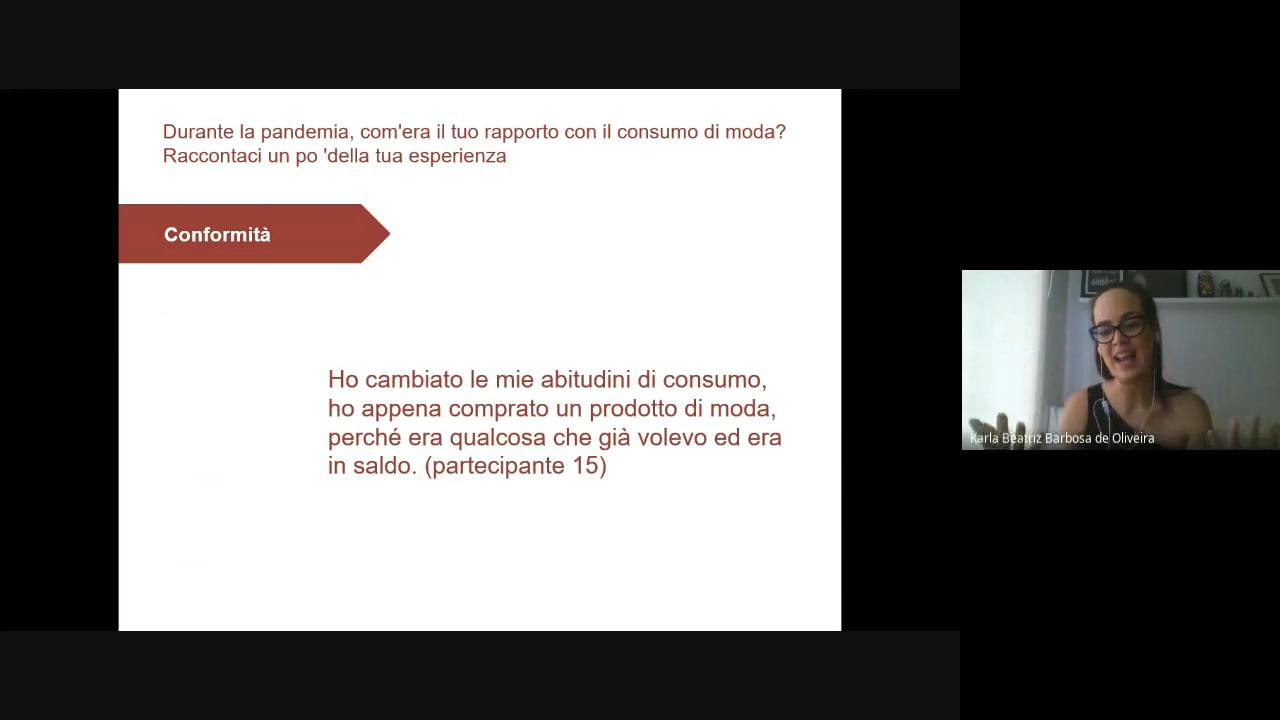 Durante la pandemia, com'era il tuo rapporto con il consumo di moda?
Raccontaci un po 'della tua esperienza
Conformità
Ho cambiato le mie abitudini di consumo,
ho appena comprato un prodotto di moda,
perché era qualcosa che già volevo ed era
in saldo. (partecipante 15)
Karla Beatriz Barbosa de Oliveira